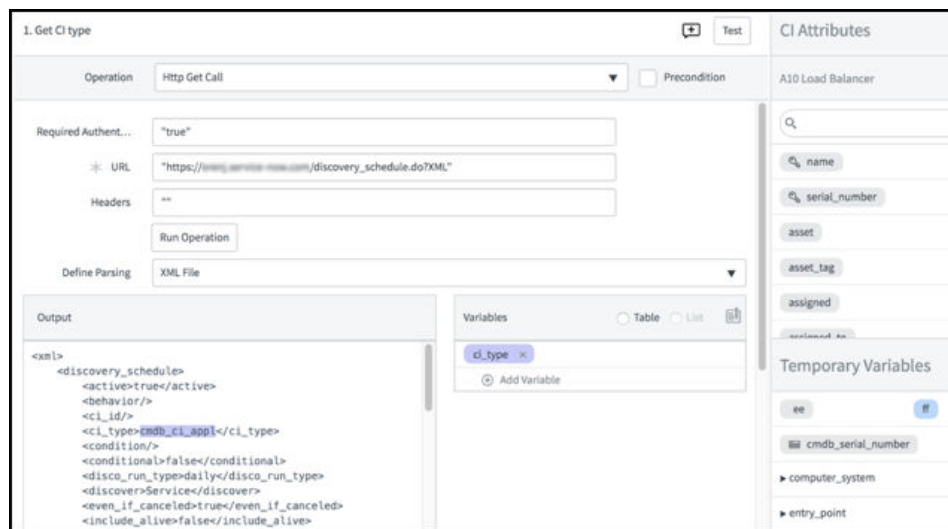 1. Get CI type
Test
Operation
Http Get Call
Precondition
Required Authent...
"true"
URL
"https:// /discovery_schedule.do?XML"
Headers
""
Run Operation
Define Parsing
XML File
Output
<xml>
<discovery_schedule>
<active>true</active>
<behavior/>
<ci_id/>
<ci_type>cmdb_ci_appl</ci_type>
<condition/>
<conditional>false</conditional>
<disco_run_type>daily</disco_run_type>
<discover>Service</discover>
<even_if_canceled>true</even_if_canceled>
<include_alive>false</include_alive>
Variables
Table
List
ci_type ×
Add Variable
CI Attributes
A10 Load Balancer
name
serial_number
asset
asset_tag
assigned
assigned_to
Temporary Variables
ee
ff
cmdb_serial_number
computer_system
entry_point